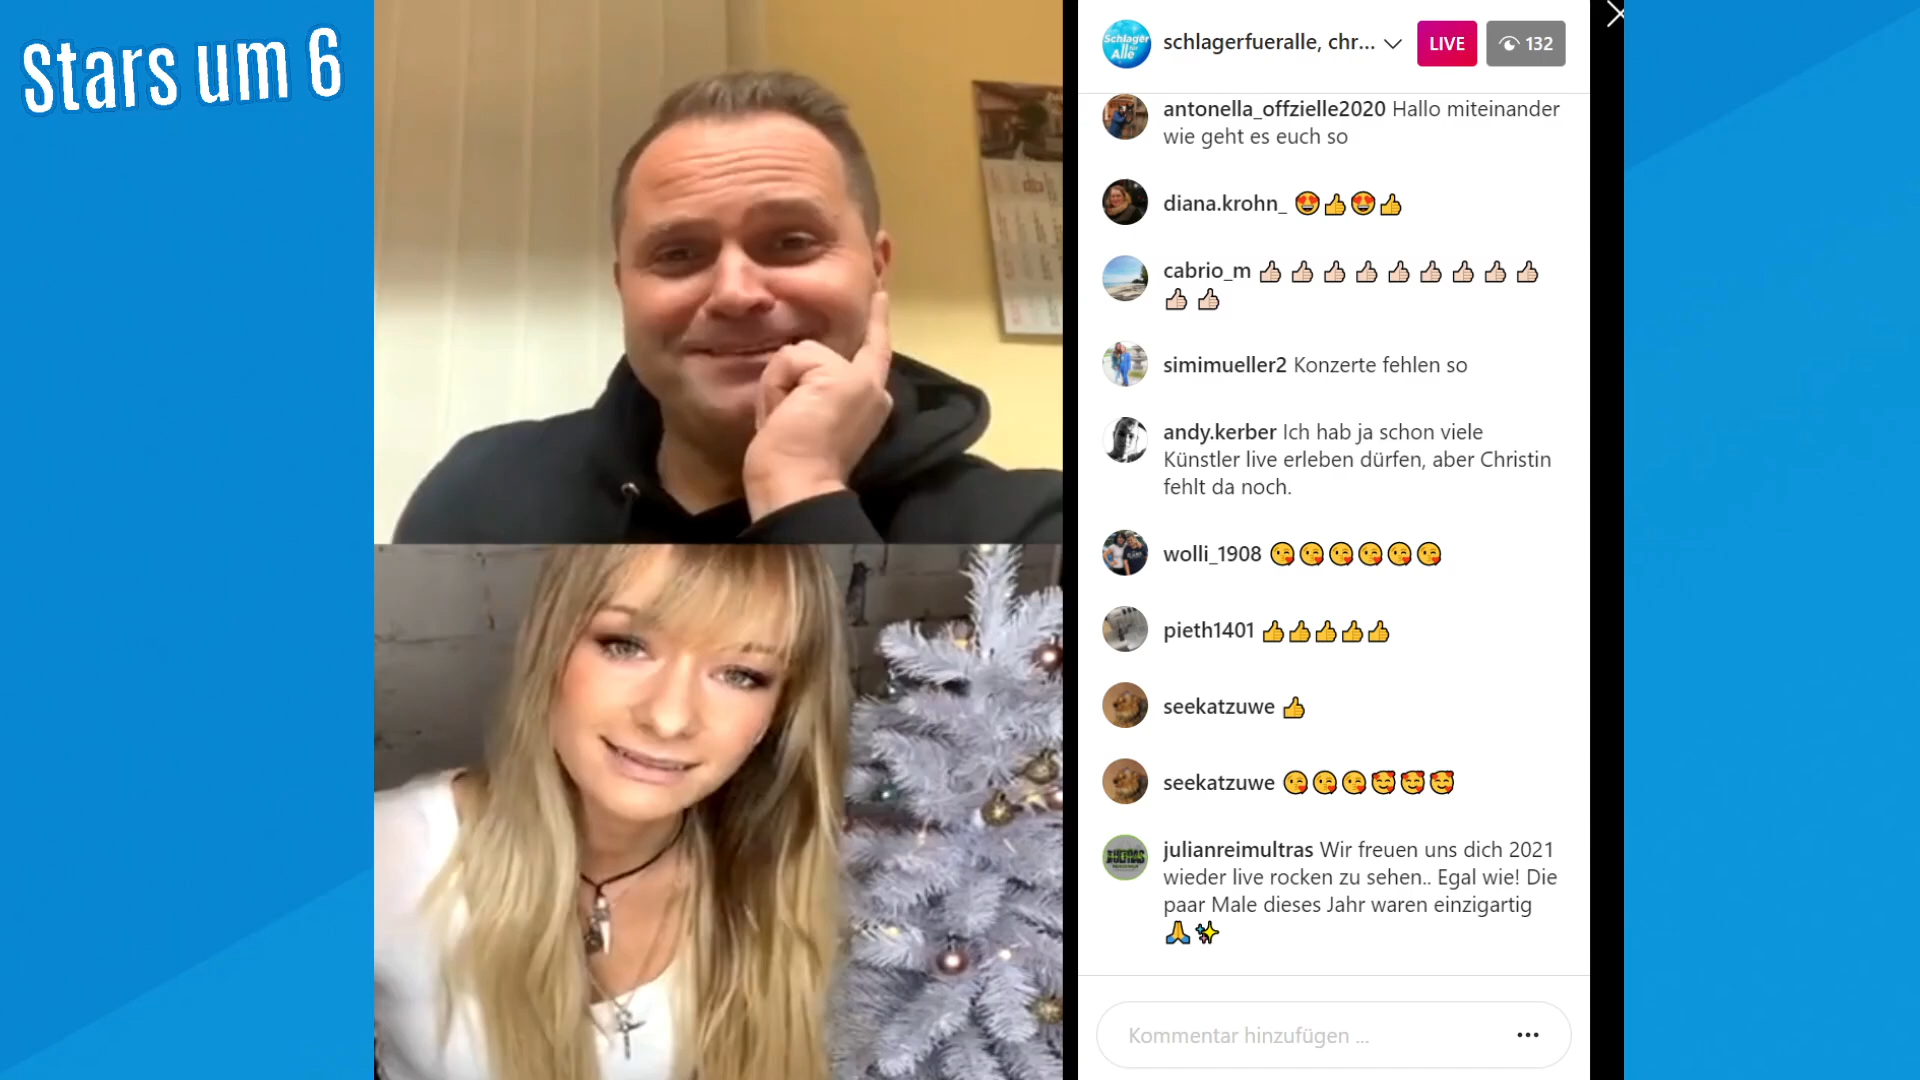 Stars um 6
Schlager
für
Alle
schlagerfueralle, chr...
LIVE
132
antonella_offzielle2020 Hallo miteinander
wie geht es euch so
diana.krohn_ 😍👍😍👍
cabrio_m 👍🏻👍🏻👍🏻👍🏻👍🏻👍🏻👍🏻👍🏻👍🏻
👍🏻👍🏻
simimueller2 Konzerte fehlen so
andy.kerber Ich hab ja schon viele
Künstler live erleben dürfen, aber Christin
fehlt da noch.
wolli_1908 😘😘😘😘😘😘
pieth1401 👍👍👍👍👍
seekatzuwe 👍
seekatzuwe 😘😘😘🥰🥰🥰
julianreimultras Wir freuen uns dich 2021
wieder live rocken zu sehen.. Egal wie! Die
paar Male dieses Jahr waren einzigartig
🙏✨
Kommentar hinzufügen ...